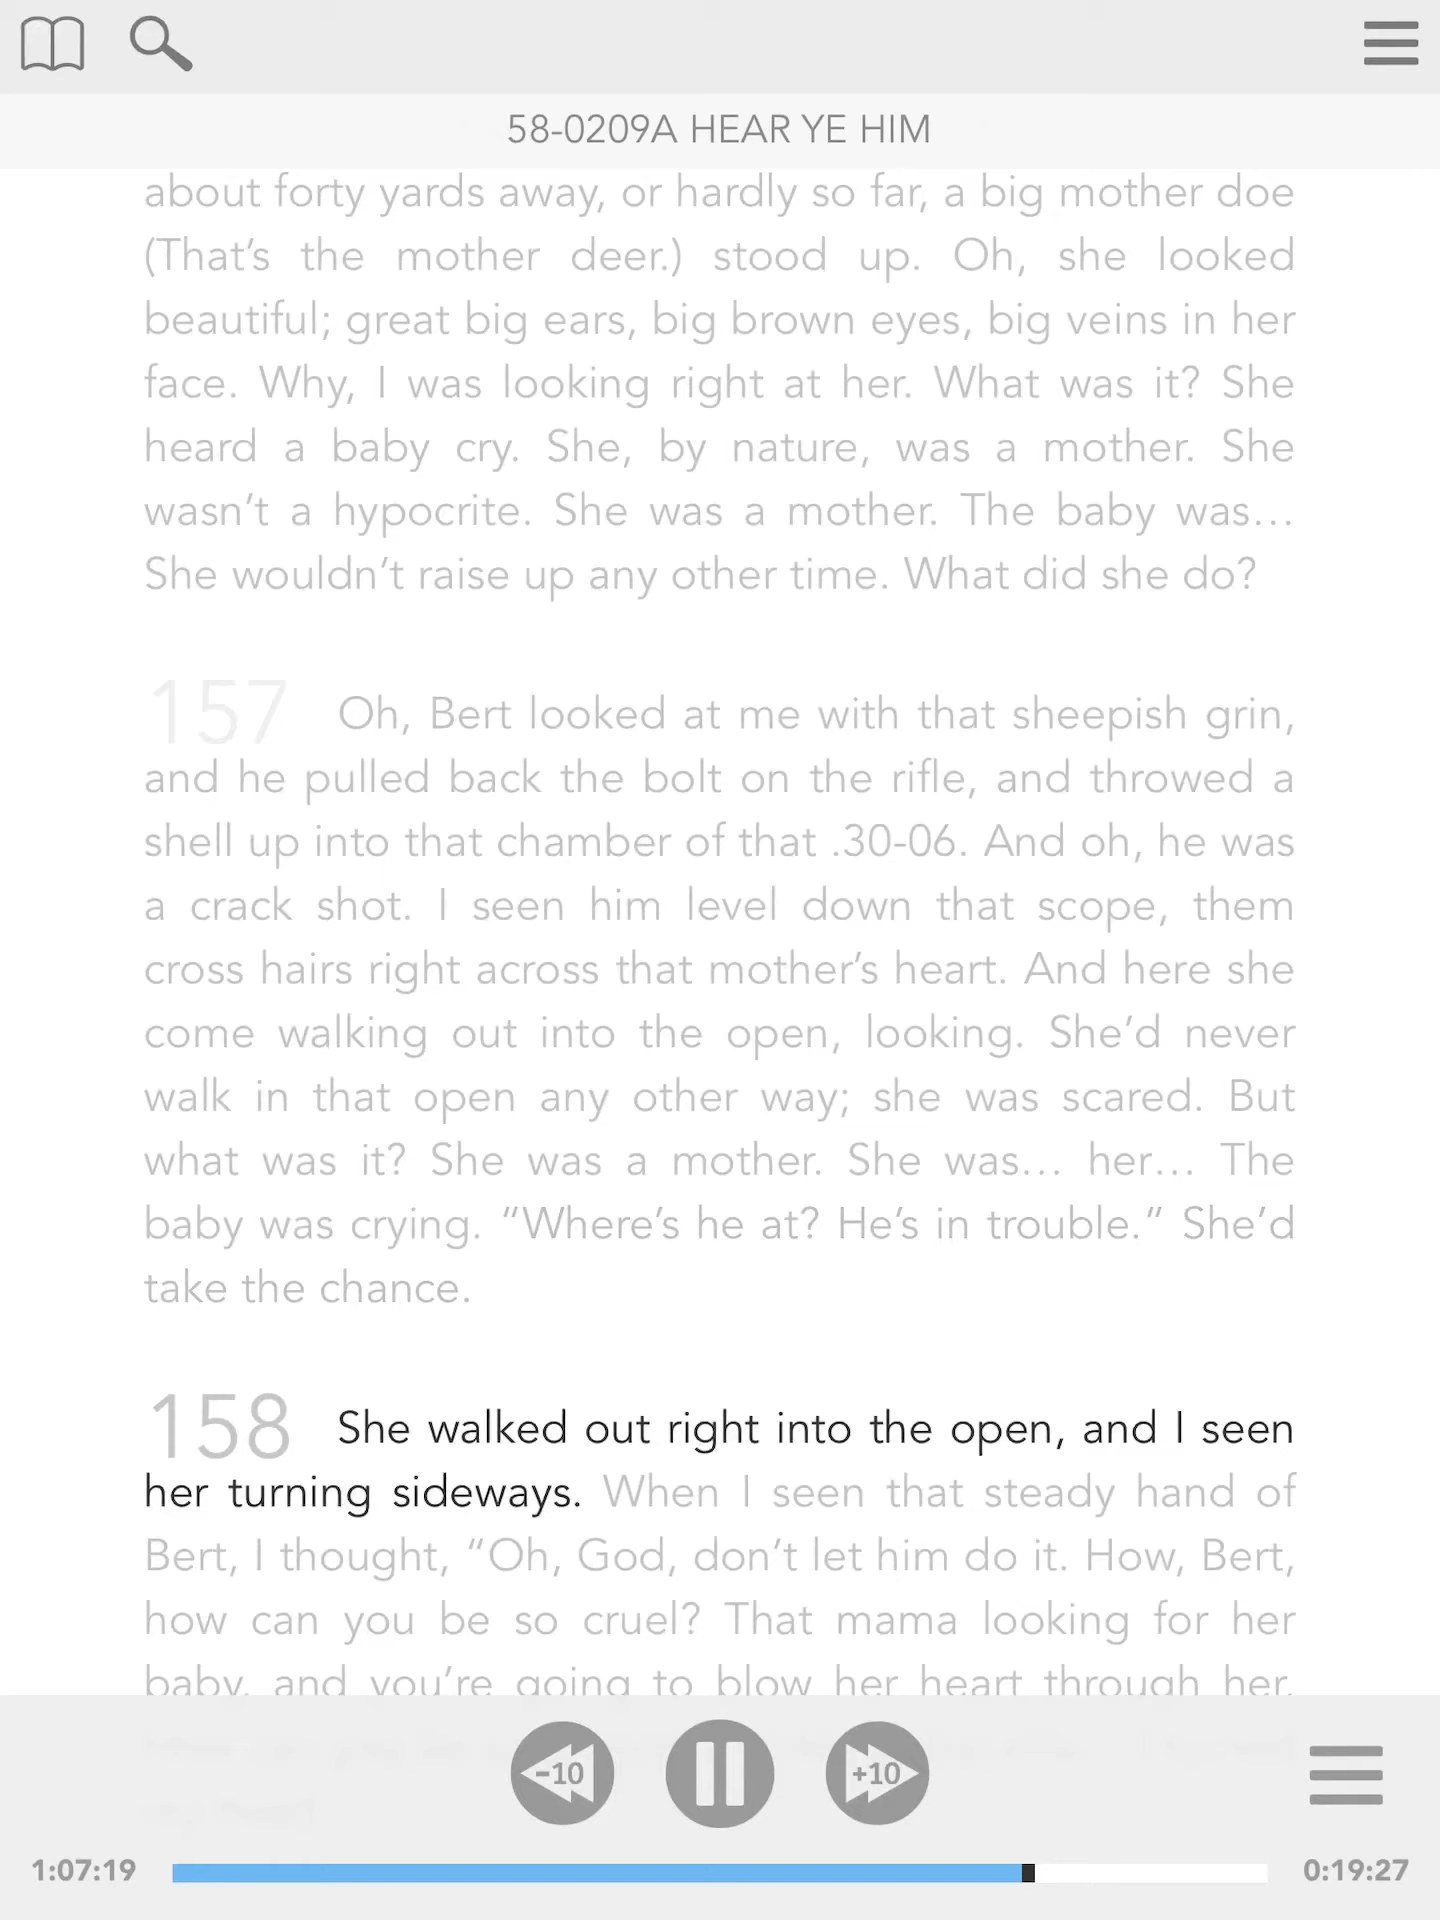 58-0209A HEAR YE HIM
about forty yards away, or hardly so far, a big mother doe
(That’s the mother deer.) stood up. Oh, she looked
beautiful; great big ears, big brown eyes, big veins in her
face. Why, I was looking right at her. What was it? She
heard a baby cry. She, by nature, was a mother. She
wasn’t a hypocrite. She was a mother. The baby was…
She wouldn’t raise up any other time. What did she do?
157 Oh, Bert looked at me with that sheepish grin,
and he pulled back the bolt on the rifle, and throwed a
shell up into that chamber of that .30-06. And oh, he was
a crack shot. I seen him level down that scope, them
cross hairs right across that mother’s heart. And here she
come walking out into the open, looking. She’d never
walk in that open any other way; she was scared. But
what was it? She was a mother. She was… her… The
baby was crying. “Where’s he at? He’s in trouble.” She’d
take the chance.
158 She walked out right into the open, and I seen
her turning sideways. When I seen that steady hand of
Bert, I thought, “Oh, God, don’t let him do it. How, Bert,
how can you be so cruel? That mama looking for her
baby, and you’re going to blow her heart through her.
-10 +10
1:07:19 0:19:27